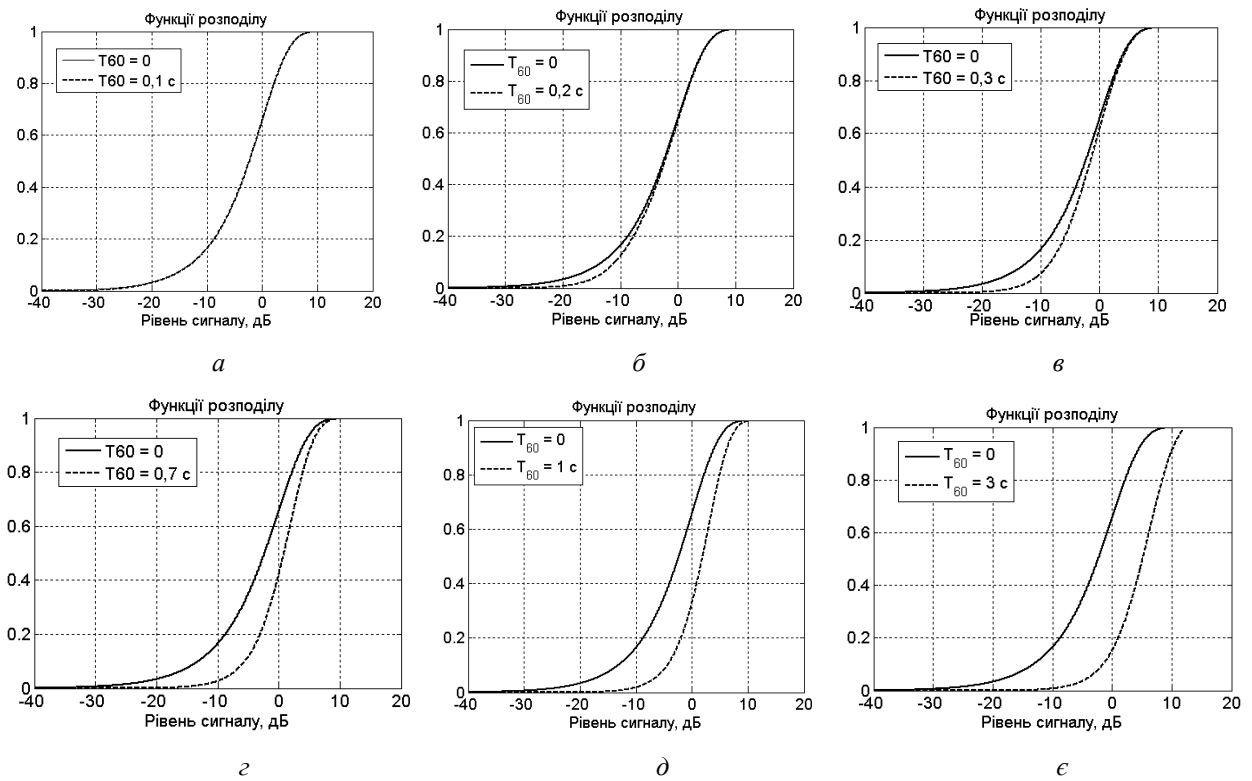 Функції розподілу
1
0.8
0.6
0.4
0.2
0
T60 = 0
T60 = 0,1 с
-40 -30 -20 -10 0 10 20
Рівень сигналу, дБ
а
Функції розподілу
1
0.8
0.6
0.4
0.2
0
T60 = 0
T60 = 0,2 с
-40 -30 -20 -10 0 10 20
Рівень сигналу, дБ
б
Функції розподілу
1
0.8
0.6
0.4
0.2
0
T60 = 0
T60 = 0,3 с
-40 -30 -20 -10 0 10 20
Рівень сигналу, дБ
в
Функції розподілу
1
0.8
0.6
0.4
0.2
0
T60 = 0
T60 = 0,7 с
-40 -30 -20 -10 0 10 20
Рівень сигналу, дБ
г
Функції розподілу
1
0.8
0.6
0.4
0.2
0
T60 = 0
T60 = 1 с
-40 -30 -20 -10 0 10 20
Рівень сигналу, дБ
д
Функції розподілу
1
0.8
0.6
0.4
0.2
0
T60 = 0
T60 = 3 с
-40 -30 -20 -10 0 10 20
Рівень сигналу, дБ
є